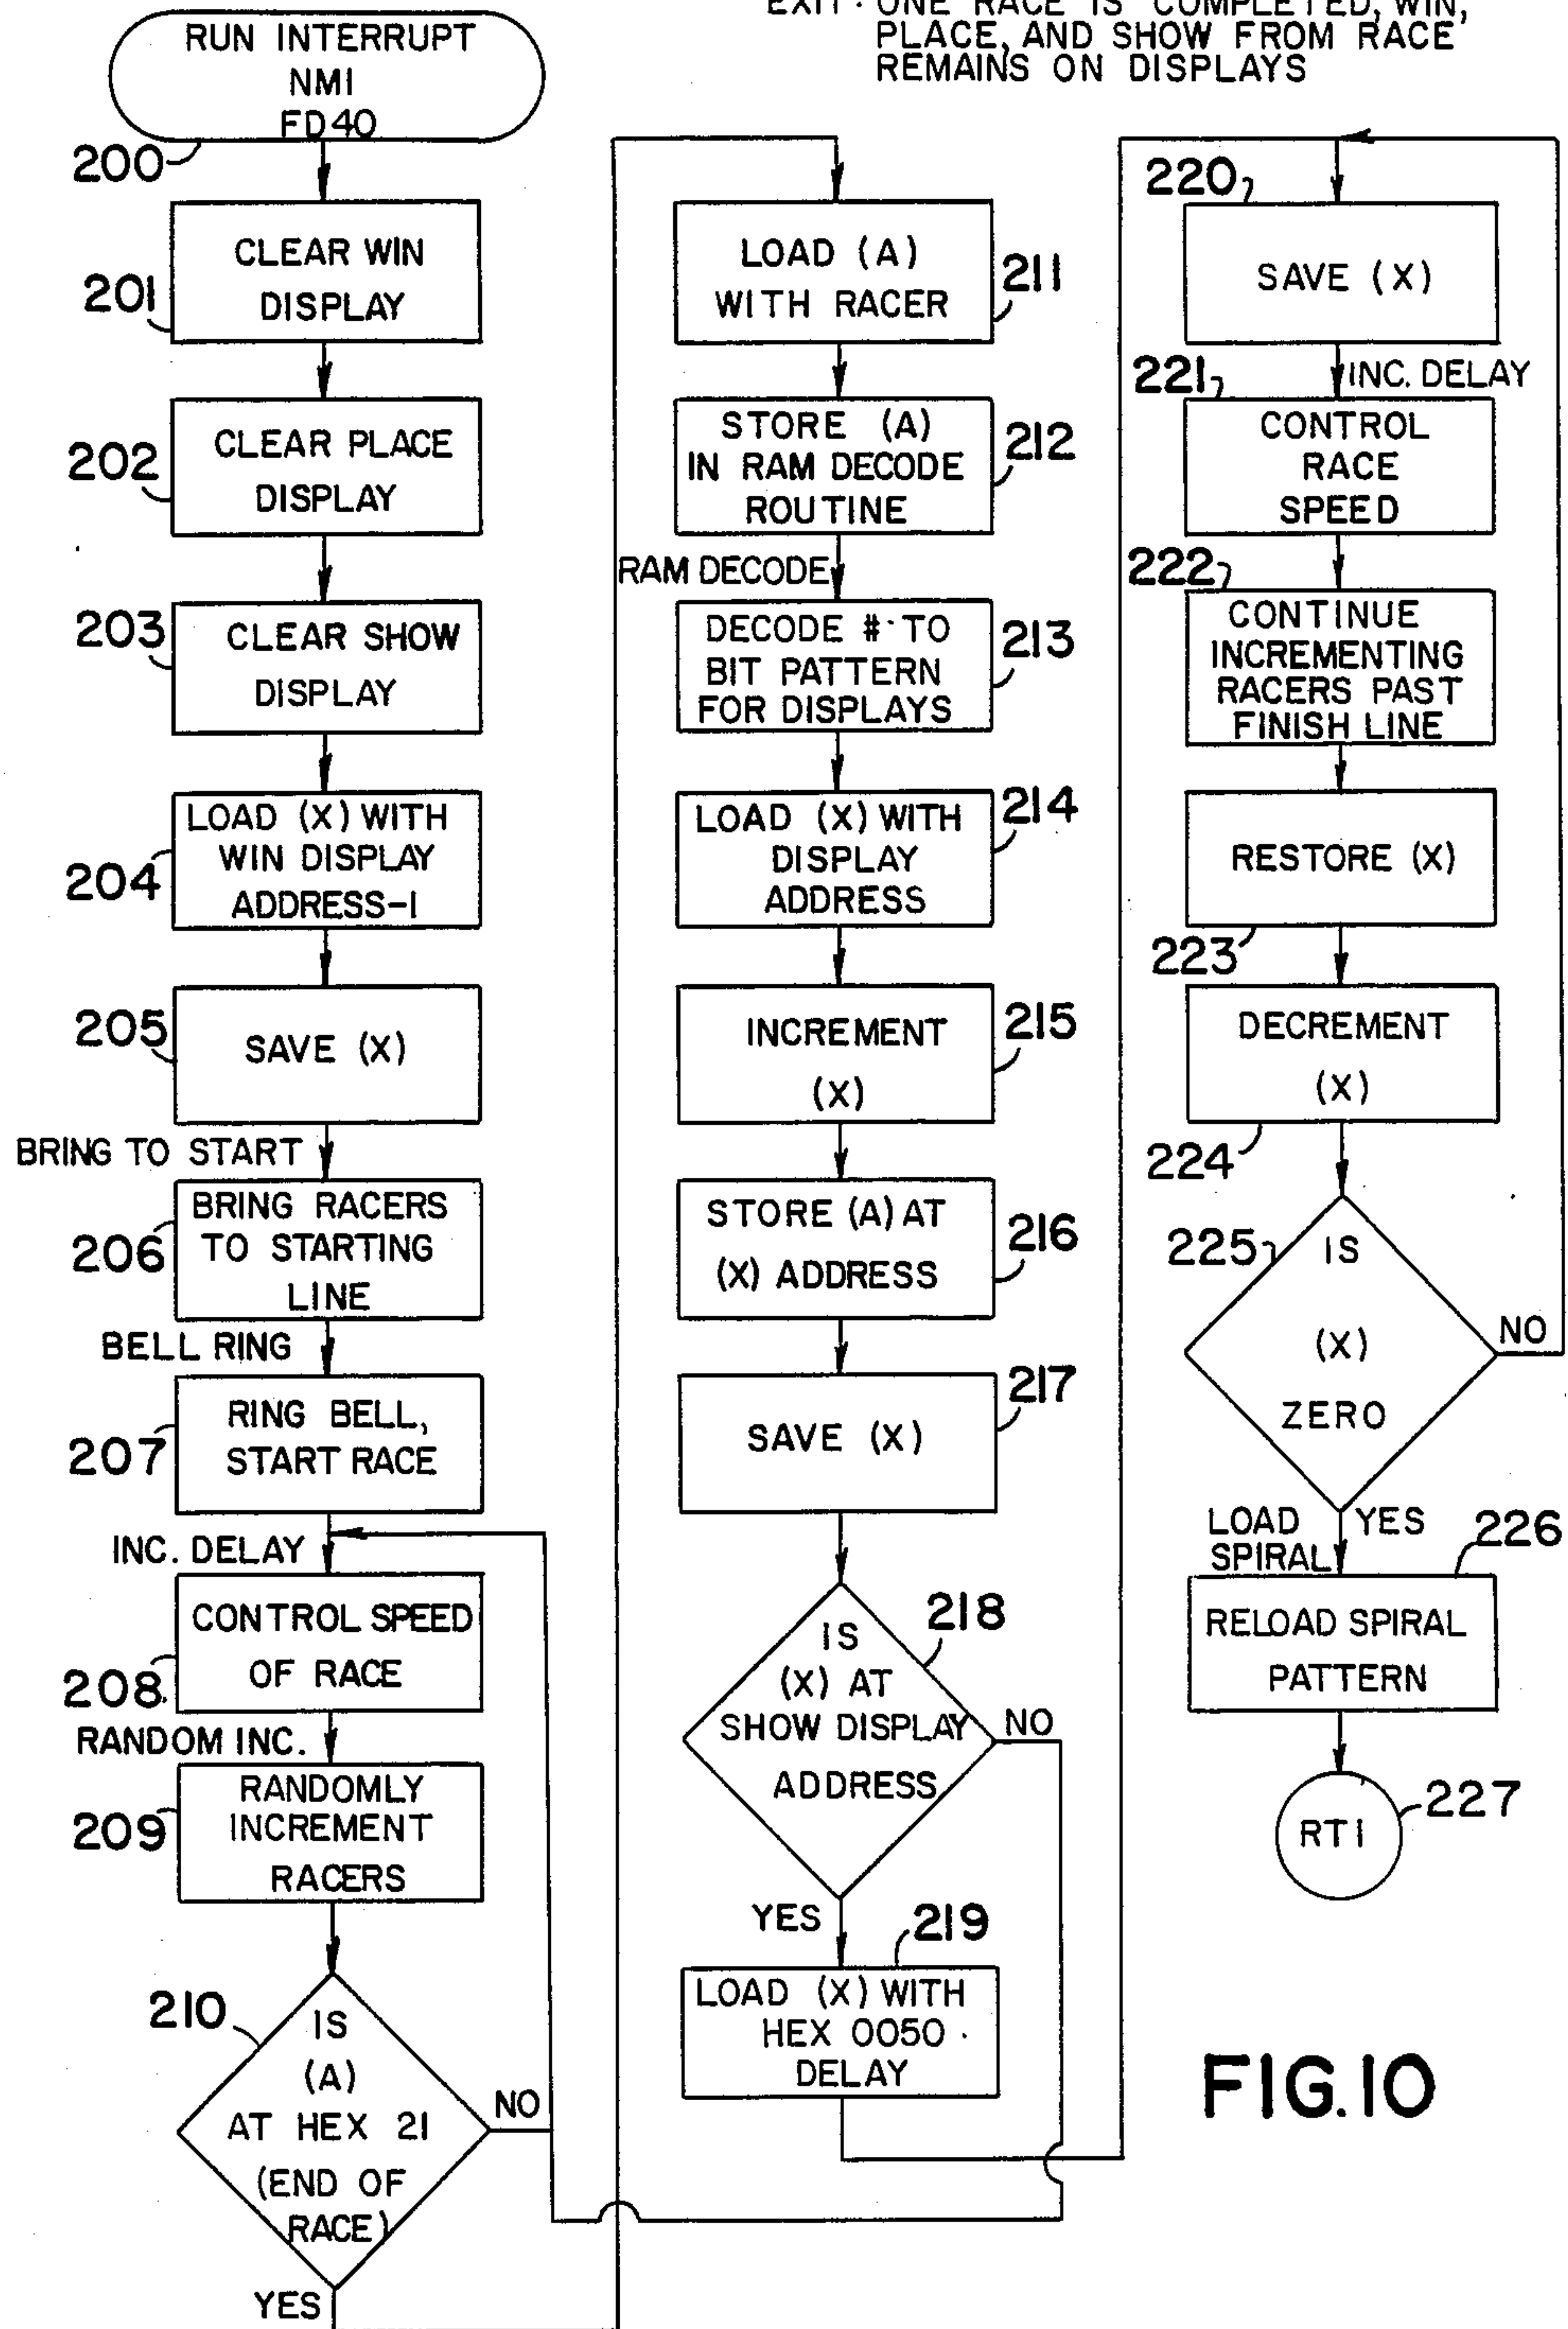 EXIT: ONE RACE IS COMPLETED, WIN,
PLACE, AND SHOW FROM RACE
REMAINS ON DISPLAYS
RUN INTERRUPT
NMI
FD40
200
CLEAR WIN
DISPLAY
201
CLEAR PLACE
DISPLAY
202
CLEAR SHOW
DISPLAY
203
LOAD (X) WITH
WIN DISPLAY
ADDRESS-1
204
SAVE (X)
205
BRING TO START
BRING RACERS
TO STARTING
LINE
206
BELL RING
RING BELL,
START RACE
207
INC. DELAY
CONTROL SPEED
OF RACE
208
RANDOM INC.
RANDOMLY
INCREMENT
RACERS
209
210
IS
(A)
AT HEX 21
(END OF
RACE)
NO
YES
LOAD (A)
WITH RACER
211
STORE (A)
IN RAM DECODE
ROUTINE
212
RAM DECODE
DECODE # TO
BIT PATTERN
FOR DISPLAYS
213
LOAD (X) WITH
DISPLAY
ADDRESS
214
INCREMENT
(X)
215
STORE (A) AT
(X) ADDRESS
216
SAVE (X)
217
218
IS
(X) AT
SHOW DISPLAY
ADDRESS
NO
YES
219
LOAD (X) WITH
HEX 0050
DELAY
220
SAVE (X)
INC. DELAY
221
CONTROL
RACE
SPEED
222
CONTINUE
INCREMENTING
RACERS PAST
FINISH LINE
RESTORE (X)
223
DECREMENT
(X)
224
225
IS
(X)
ZERO
NO
YES
LOAD
SPIRAL
226
RELOAD SPIRAL
PATTERN
RTI
227
FIG.10